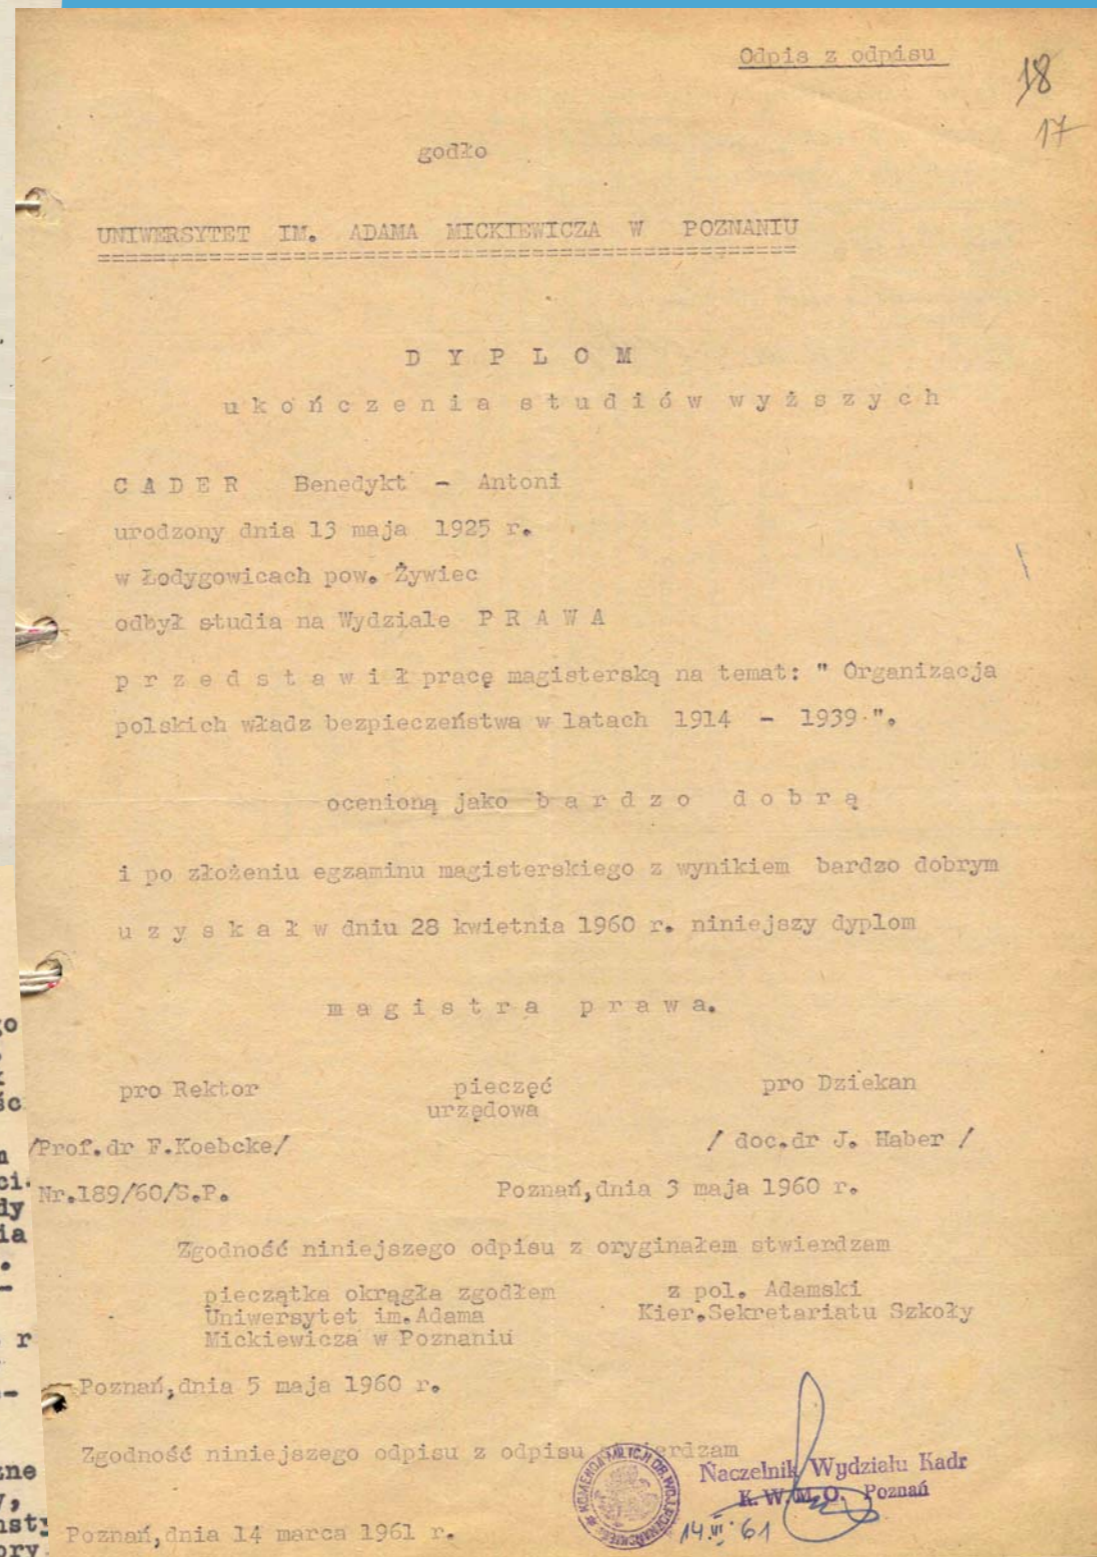 Odpis z odpisu
18
17
godło
UNIWERSYTET IM. ADAMA MICKIEWICZA W POZNANIU
D Y P L O M
u k o ń c z e n i a s t u d i ó w w y ż s z y c h
C A D E R Benedykt - Antoni
urodzony dnia 13 maja 1925 r.
w Łodygowicach pow. Żywiec
odbył studia na Wydziale P R A W A
p r z e d s t a w i ł pracę magisterską na temat: " Organizacja
polskich władz bezpieczeństwa w latach 1914 - 1939 ".
ocenioną jako b a r d z o d o b r ą
i po złożeniu egzaminu magisterskiego z wynikiem bardzo dobrym
u z y s k a ł w dniu 28 kwietnia 1960 r. niniejszy dyplom
m a g i s t r a p r a w a.
pro Rektor pieczęć pro Dziekan
urzędowa
/Prof.dr F.Koebcke/ / doc.dr J. Haber /
Nr.189/60/S.P. Poznań,dnia 3 maja 1960 r.
Zgodność niniejszego odpisu z oryginałem stwierdzam
pieczątka okrągła zgodłem z pol. Adamski
Uniwersytet im.Adama Kier.Sekretariatu Szkoły
Mickiewicza w Poznaniu
Poznań,dnia 5 maja 1960 r.
Zgodność niniejszego odpisu z odpisu
Naczelnik Wydziału Kadr
K. W. M. O. Poznań
Poznań,dnia 14 marca 1961 r.